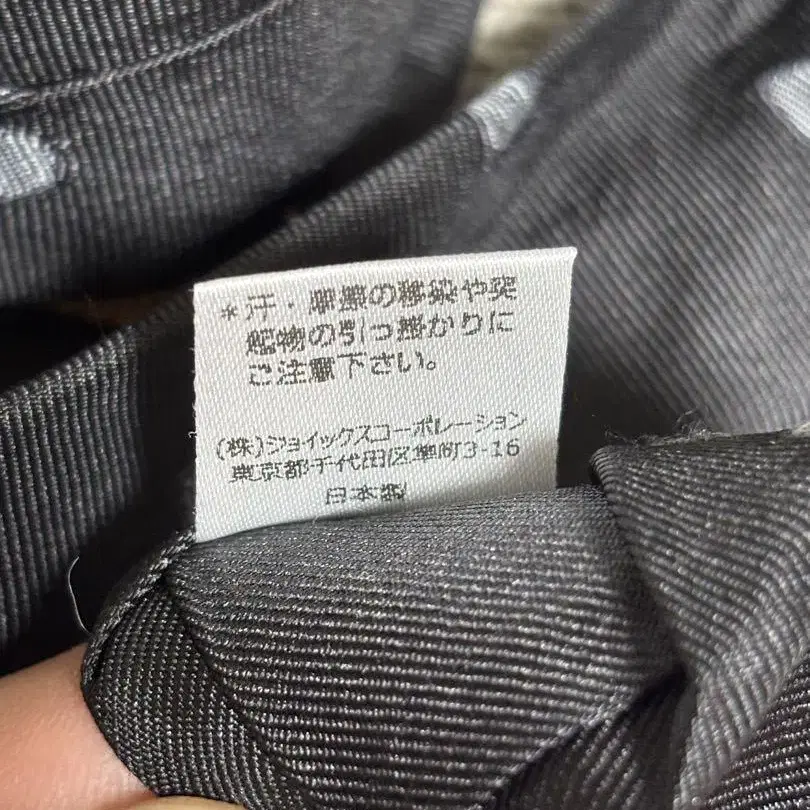 *汗・摩擦の移染や突
起物の引っ掛かりに
ご注意下さい。
(株)ジョイックスコーポレーション
東京都千代田区隼町3-16
日本製